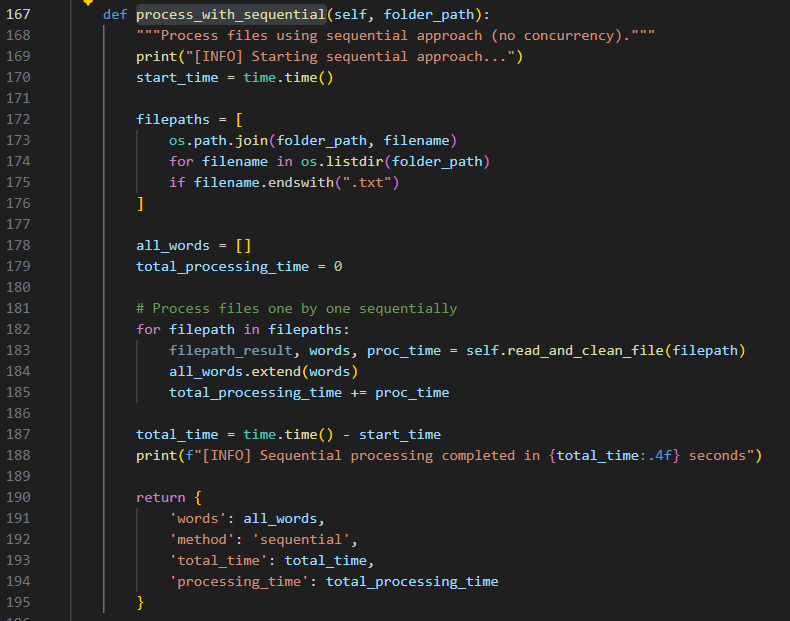 167 def process_with_sequential(self, folder_path):
168 """Process files using sequential approach (no concurrency)."""
169 print("[INFO] Starting sequential approach...")
170 start_time = time.time()
171
172 filepaths = [
173 os.path.join(folder_path, filename)
174 for filename in os.listdir(folder_path)
175 if filename.endswith(".txt")
176 ]
177
178 all_words = []
179 total_processing_time = 0
180
181 # Process files one by one sequentially
182 for filepath in filepaths:
183 filepath_result, words, proc_time = self.read_and_clean_file(filepath)
184 all_words.extend(words)
185 total_processing_time += proc_time
186
187 total_time = time.time() - start_time
188 print(f"[INFO] Sequential processing completed in {total_time:.4f} seconds")
189
190 return {
191 'words': all_words,
192 'method': 'sequential',
193 'total_time': total_time,
194 'processing_time': total_processing_time
195 }